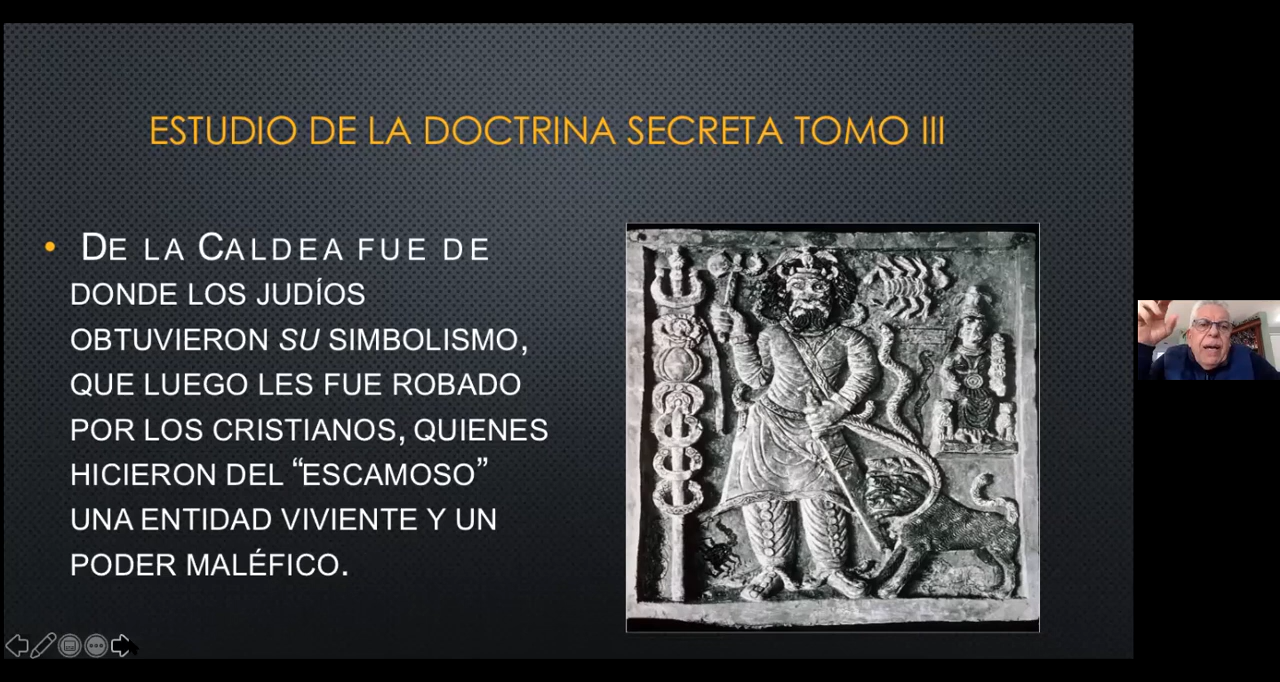 ESTUDIO DE LA DOCTRINA SECRETA TOMO III
• DE LA CALDEA FUE DE
DONDE LOS JUDÍOS
OBTUVIERON SU SIMBOLISMO,
QUE LUEGO LES FUE ROBADO
POR LOS CRISTIANOS, QUIENES
HICIERON DEL “ESCAMOSO”
UNA ENTIDAD VIVIENTE Y UN
PODER MALÉFICO.